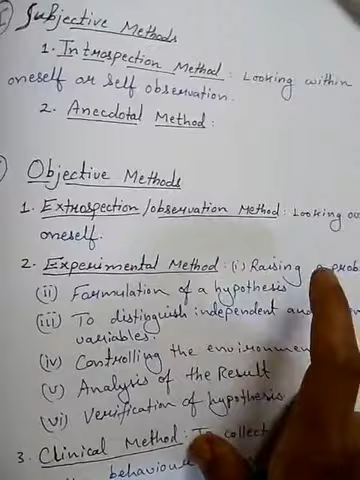 Subjective Methods
1. Introspection Method: Looking within
oneself or self observation.
2. Anecdotal Method:
Objective Methods
1. Extrospection/observation Method: Looking
oneself.
2. Experimental Method: (i) Raising
(ii) Formulation of a hypothesis
(iii) To distinguish independent and
variables.
(iv) Controlling the
(v) Analysis of the Result
(vi) Verification of hypothesis
3. Clinical Method: To collect